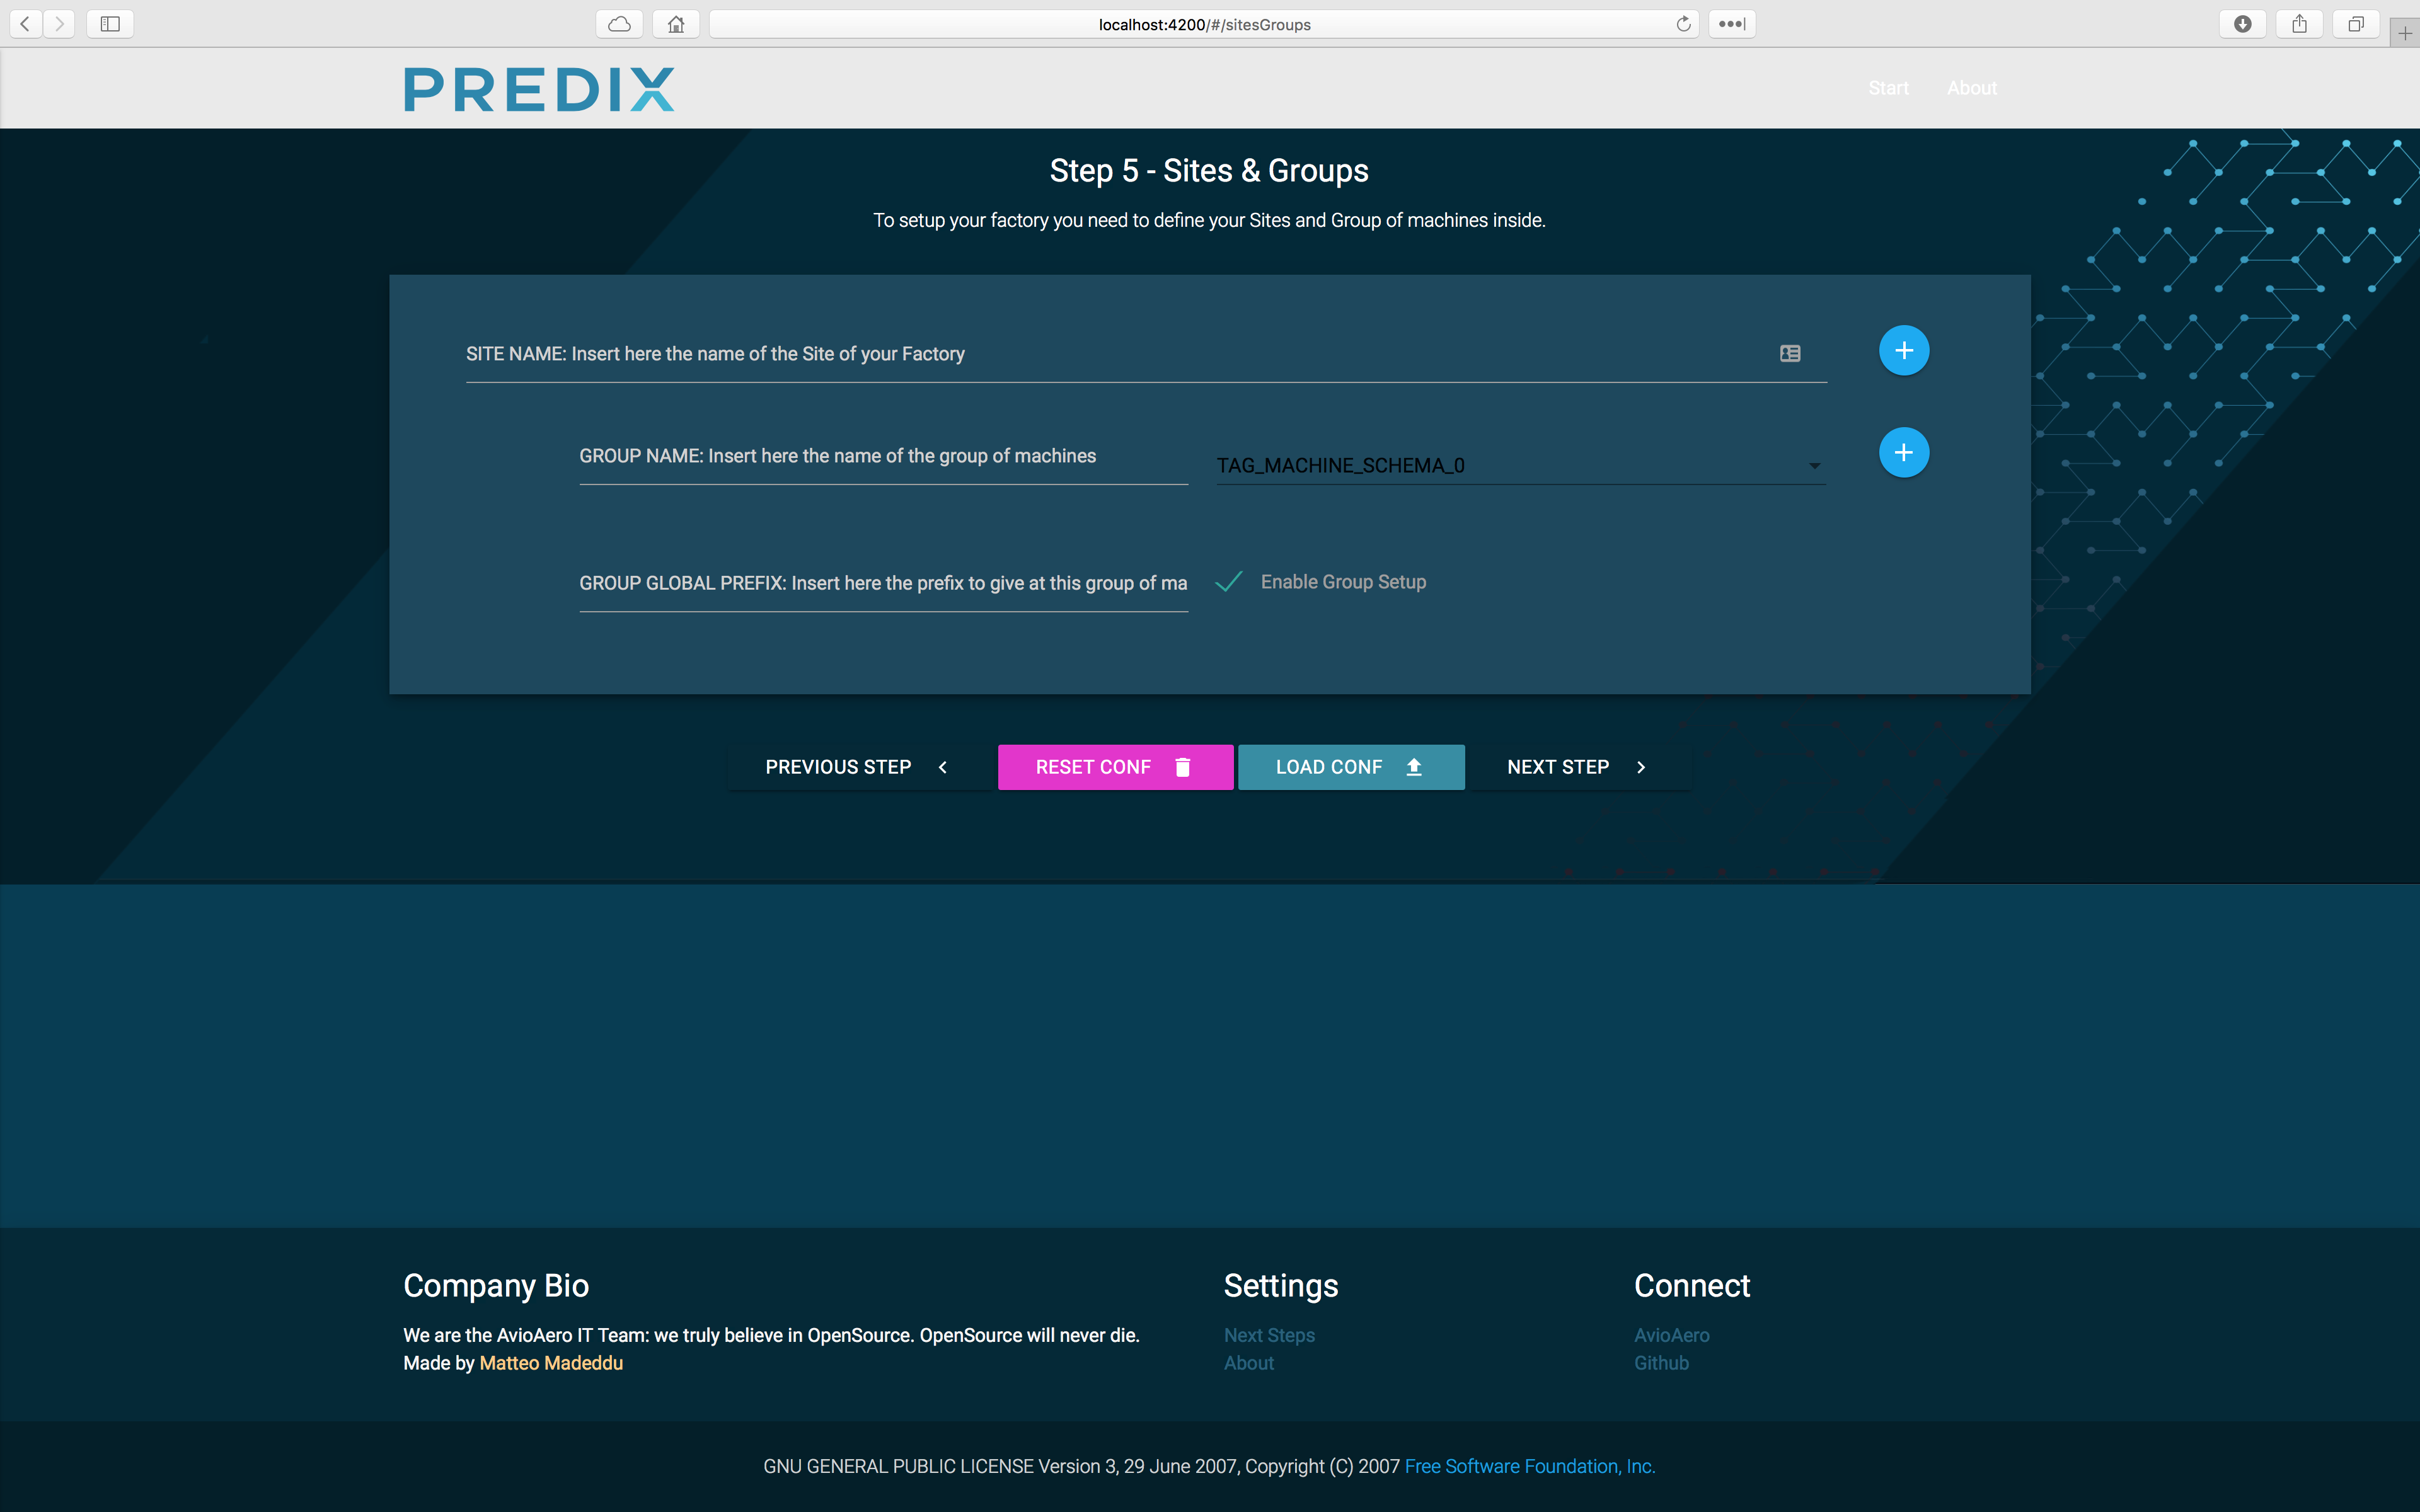 localhost:4200/#/sitesGroups
PREDIX
Start About
Step 5 - Sites & Groups
To setup your factory you need to define your Sites and Group of machines inside.
SITE NAME: Insert here the name of the Site of your Factory
GROUP NAME: Insert here the name of the group of machines
TAG_MACHINE_SCHEMA_0
GROUP GLOBAL PREFIX: Insert here the prefix to give at this group of ma
Enable Group Setup
PREVIOUS STEP
RESET CONF
LOAD CONF
NEXT STEP
Company Bio
We are the AvioAero IT Team: we truly believe in OpenSource. OpenSource will never die.
Made by Matteo Madeddu
Settings
Next Steps
About
Connect
AvioAero
Github
GNU GENERAL PUBLIC LICENSE Version 3, 29 June 2007, Copyright (C) 2007 Free Software Foundation, Inc.